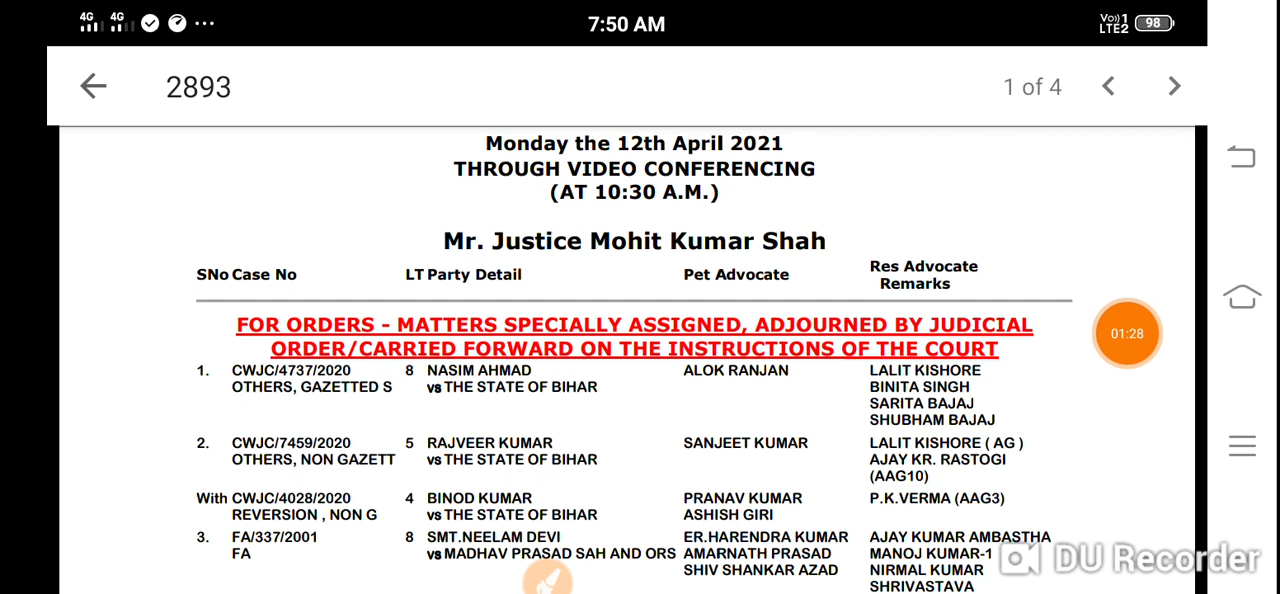 4G 4G ... 7:50 AM Vo)) 1 LTE2 98
2893 1 of 4
Monday the 12th April 2021
THROUGH VIDEO CONFERENCING
(AT 10:30 A.M.)
Mr. Justice Mohit Kumar Shah
SNo Case No LT Party Detail Pet Advocate Res Advocate
Remarks
FOR ORDERS - MATTERS SPECIALLY ASSIGNED, ADJOURNED BY JUDICIAL
ORDER/CARRIED FORWARD ON THE INSTRUCTIONS OF THE COURT
01:28
1. CWJC/4737/2020 8 NASIM AHMAD ALOK RANJAN LALIT KISHORE
OTHERS, GAZETTED S vs THE STATE OF BIHAR BINITA SINGH
SARITA BAJAJ
SHUBHAM BAJAJ
2. CWJC/7459/2020 5 RAJVEER KUMAR SANJEET KUMAR LALIT KISHORE ( AG )
OTHERS, NON GAZETT vs THE STATE OF BIHAR AJAY KR. RASTOGI
(AAG10)
With CWJC/4028/2020 4 BINOD KUMAR PRANAV KUMAR P.K.VERMA (AAG3)
REVERSION , NON G vs THE STATE OF BIHAR ASHISH GIRI
3. FA/337/2001 8 SMT.NEELAM DEVI ER.HARENDRA KUMAR AJAY KUMAR AMBASTHA
FA vs MADHAV PRASAD SAH AND ORS AMARNATH PRASAD MANOJ KUMAR-1
SHIV SHANKAR AZAD NIRMAL KUMAR
SHRIVASTAVA
DU Recorder